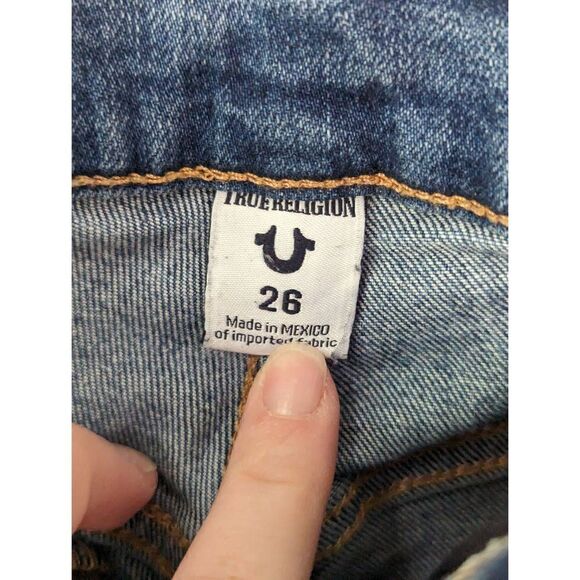 TRUE RELIGION
26
Made in MEXICO
of imported fabric